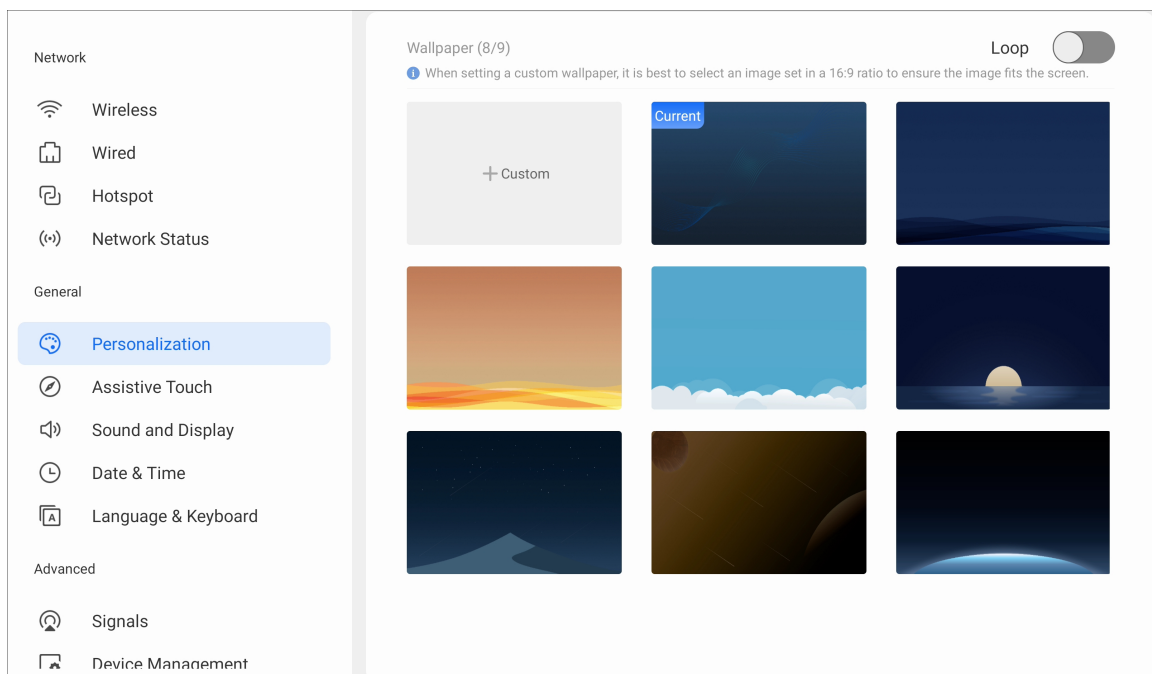 Network
Wireless
Wired
Hotspot
Network Status
General
Personalization
Assistive Touch
Sound and Display
Date & Time
Language & Keyboard
Advanced
Signals
Device Management
Wallpaper (8/9)
Loop
When setting a custom wallpaper, it is best to select an image set in a 16:9 ratio to ensure the image fits the screen.
Custom
Current